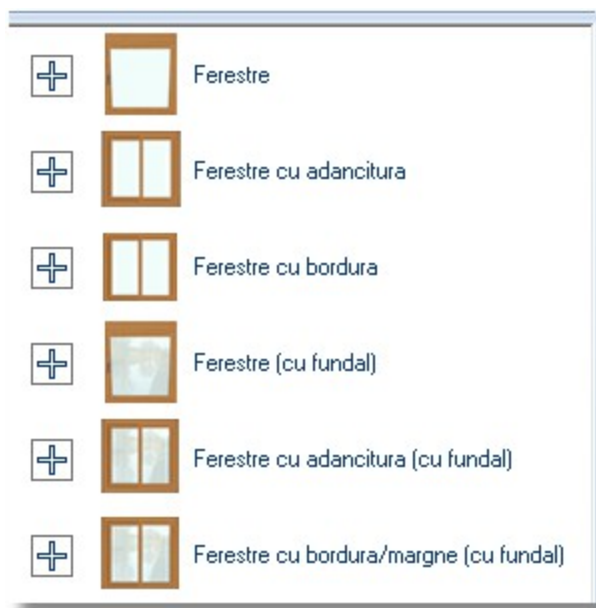 Ferestre
Ferestre cu adancitura
Ferestre cu bordura
Ferestre (cu fundal)
Ferestre cu adancitura (cu fundal)
Ferestre cu bordura/margne (cu fundal)